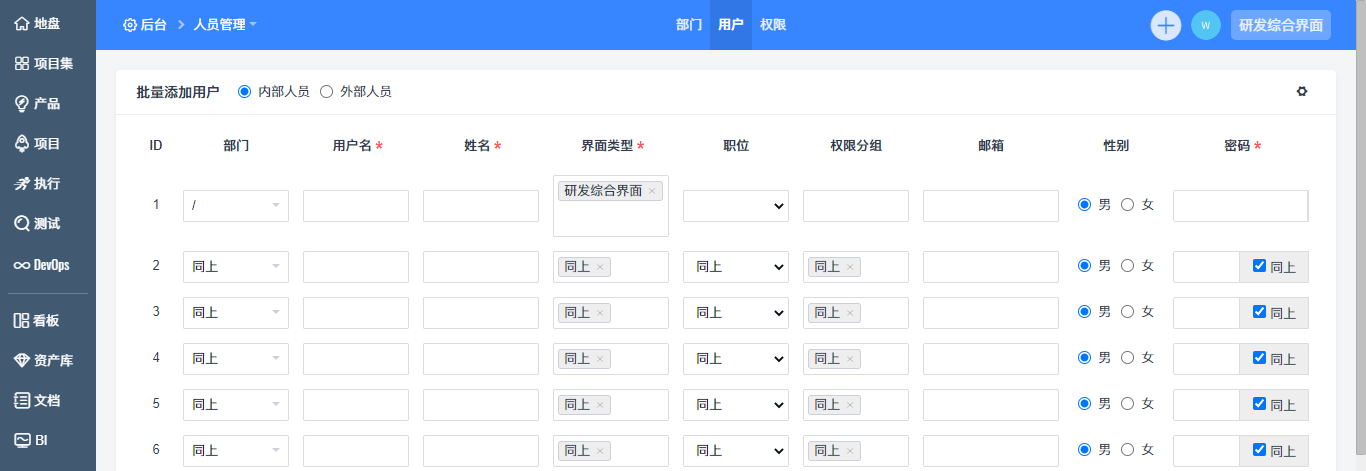 地盘
项目集
产品
项目
执行
测试
DevOps
看板
资产库
文档
BI
后台 人员管理
部门 用户 权限
W 研发综合界面
批量添加用户 内部人员 外部人员
ID 部门 用户名 * 姓名 * 界面类型 * 职位 权限分组 邮箱 性别 密码 *
1 / 研发综合界面 × 男 女
2 同上 同上 × 同上 同上 × 男 女 同上
3 同上 同上 × 同上 同上 × 男 女 同上
4 同上 同上 × 同上 同上 × 男 女 同上
5 同上 同上 × 同上 同上 × 男 女 同上
6 同上 同上 × 同上 同上 × 男 女 同上